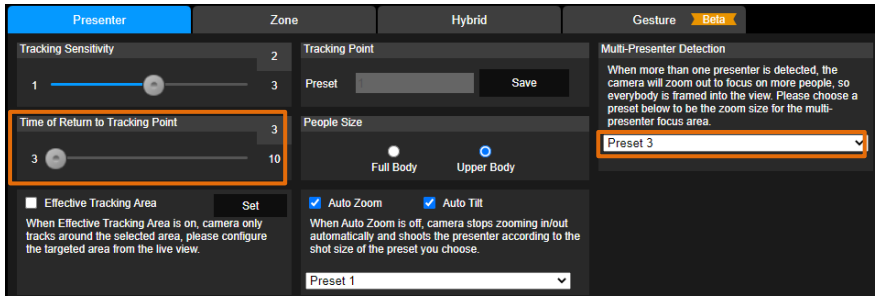 Presenter
Zone
Hybrid
Gesture
Beta
Tracking Sensitivity
2
1
3
Time of Return to Tracking Point
3
3
10
Effective Tracking Area
Set
When Effective Tracking Area is on, camera only
tracks around the selected area, please configure
the targeted area from the live view.
Tracking Point
Preset
1
Save
People Size
Full Body
Upper Body
Auto Zoom
Auto Tilt
When Auto Zoom is off, camera stops zooming in/out
automatically and shoots the presenter according to the
shot size of the preset you choose.
Preset 1
Multi-Presenter Detection
When more than one presenter is detected, the
camera will zoom out to focus on more people, so
everybody is framed into the view. Please choose a
preset below to be the zoom size for the multi-
presenter focus area.
Preset 3